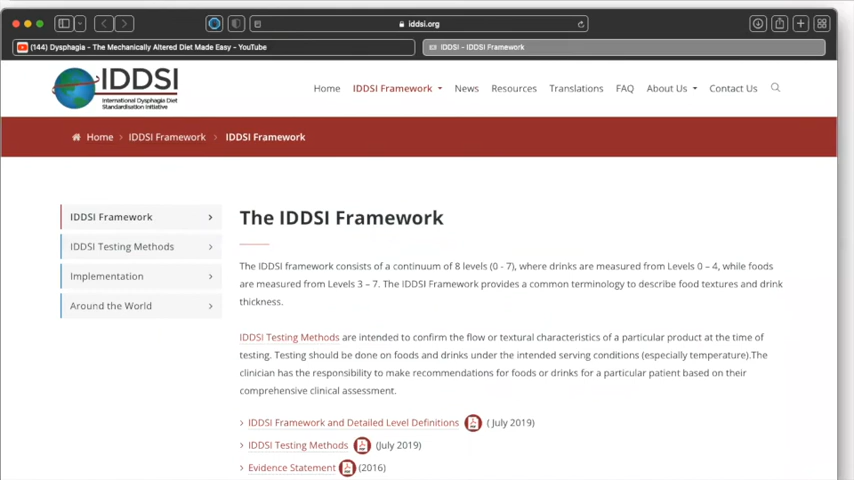 iddsi.org
(144) Dysphagia - The Mechanically Altered Diet Made Easy - YouTube
IDDSI - IDDSI Framework
IDDSI
International Dysphagia Diet
Standardisation Initiative
Home IDDSI Framework News Resources Translations FAQ About Us Contact Us
Home > IDDSI Framework > IDDSI Framework
IDDSI Framework >
IDDSI Testing Methods >
Implementation >
Around the World >
The IDDSI Framework
The IDDSI framework consists of a continuum of 8 levels (0 - 7), where drinks are measured from Levels 0 – 4, while foods
are measured from Levels 3 – 7. The IDDSI Framework provides a common terminology to describe food textures and drink
thickness.
IDDSI Testing Methods are intended to confirm the flow or textural characteristics of a particular product at the time of
testing. Testing should be done on foods and drinks under the intended serving conditions (especially temperature).The
clinician has the responsibility to make recommendations for foods or drinks for a particular patient based on their
comprehensive clinical assessment.
> IDDSI Framework and Detailed Level Definitions ( July 2019)
> IDDSI Testing Methods (July 2019)
> Evidence Statement (2016)